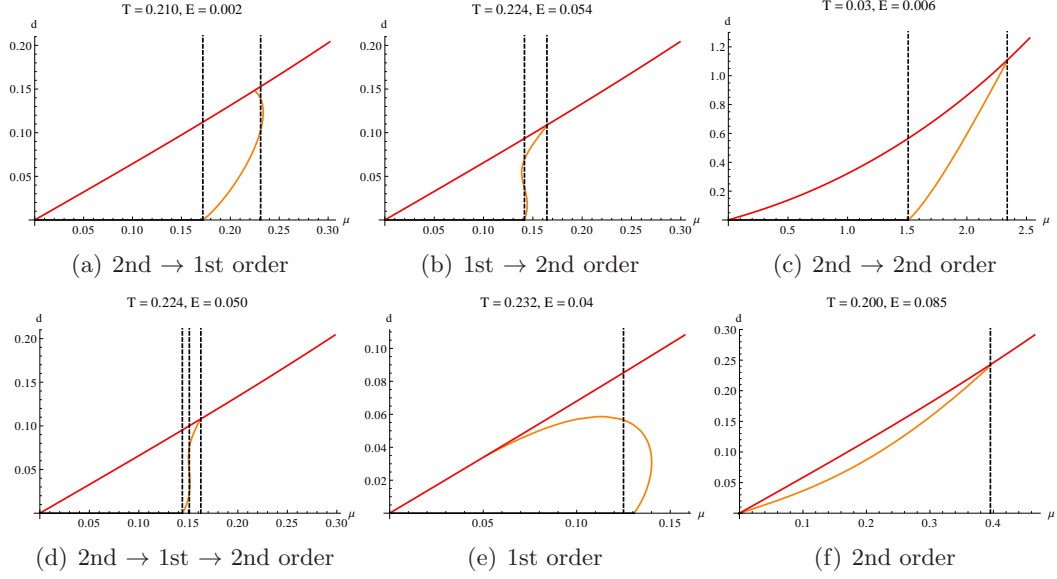 T = 0.210, E = 0.002
d
0.20
0.15
0.10
0.05
0.05 0.10 0.15 0.20 0.25 0.30 μ
(a) 2nd → 1st order
T = 0.224, E = 0.054
d
0.20
0.15
0.10
0.05
0.05 0.10 0.15 0.20 0.25 0.30 μ
(b) 1st → 2nd order
T = 0.03, E = 0.006
d
1.2
1.0
0.8
0.6
0.4
0.2
0.5 1.0 1.5 2.0 2.5 μ
(c) 2nd → 2nd order
T = 0.224, E = 0.050
d
0.20
0.15
0.10
0.05
0.05 0.10 0.15 0.20 0.25 0.30 μ
(d) 2nd → 1st → 2nd order
T = 0.232, E = 0.04
d
0.10
0.08
0.06
0.04
0.02
0.00
0.05 0.10 0.15 μ
(e) 1st order
T = 0.200, E = 0.085
d
0.30
0.25
0.20
0.15
0.10
0.05
0.00
0.1 0.2 0.3 0.4 μ
(f) 2nd order